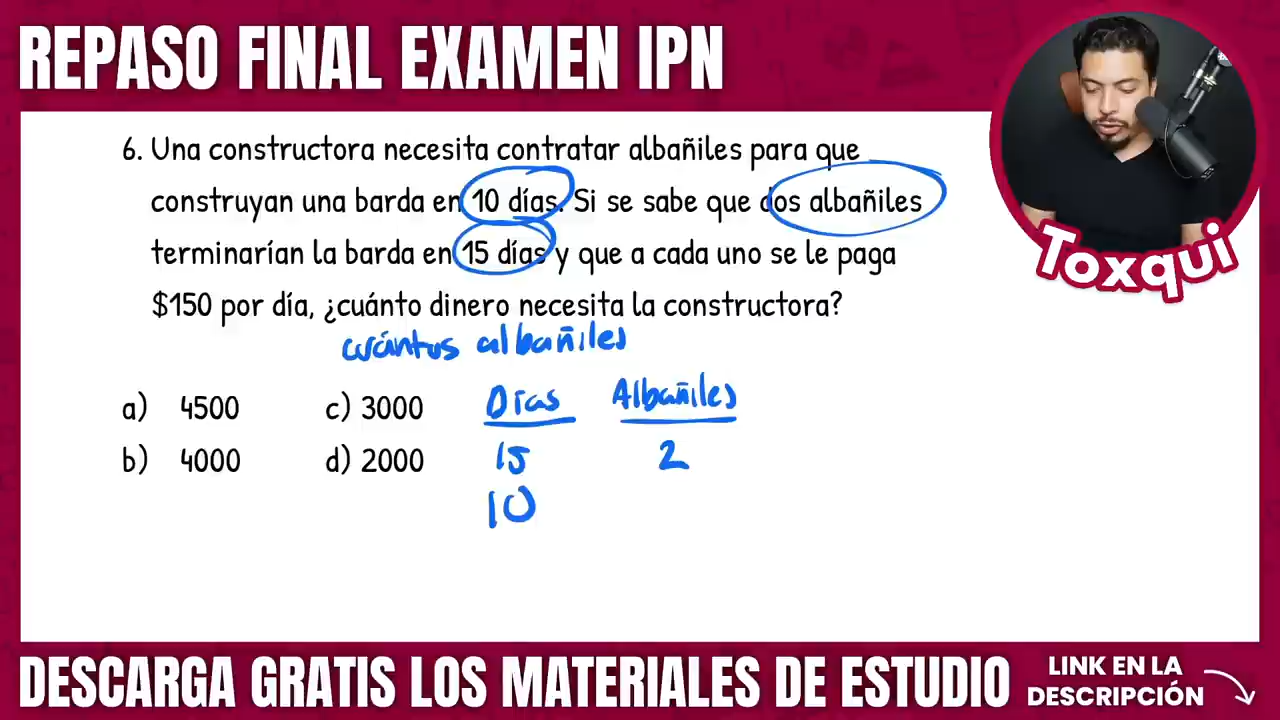 REPASO FINAL EXAMEN IPN
6. Una constructora necesita contratar albañiles para que
construyan una barda en 10 días. Si se sabe que dos albañiles
terminarían la barda en 15 días y que a cada uno se le paga
$150 por día, ¿cuánto dinero necesita la constructora?
cuántos albañiles
a) 4500 c) 3000
b) 4000 d) 2000
Días Albañiles
15 2
10
Toxqui
DESCARGA GRATIS LOS MATERIALES DE ESTUDIO
LINK EN LA
DESCRIPCIÓN